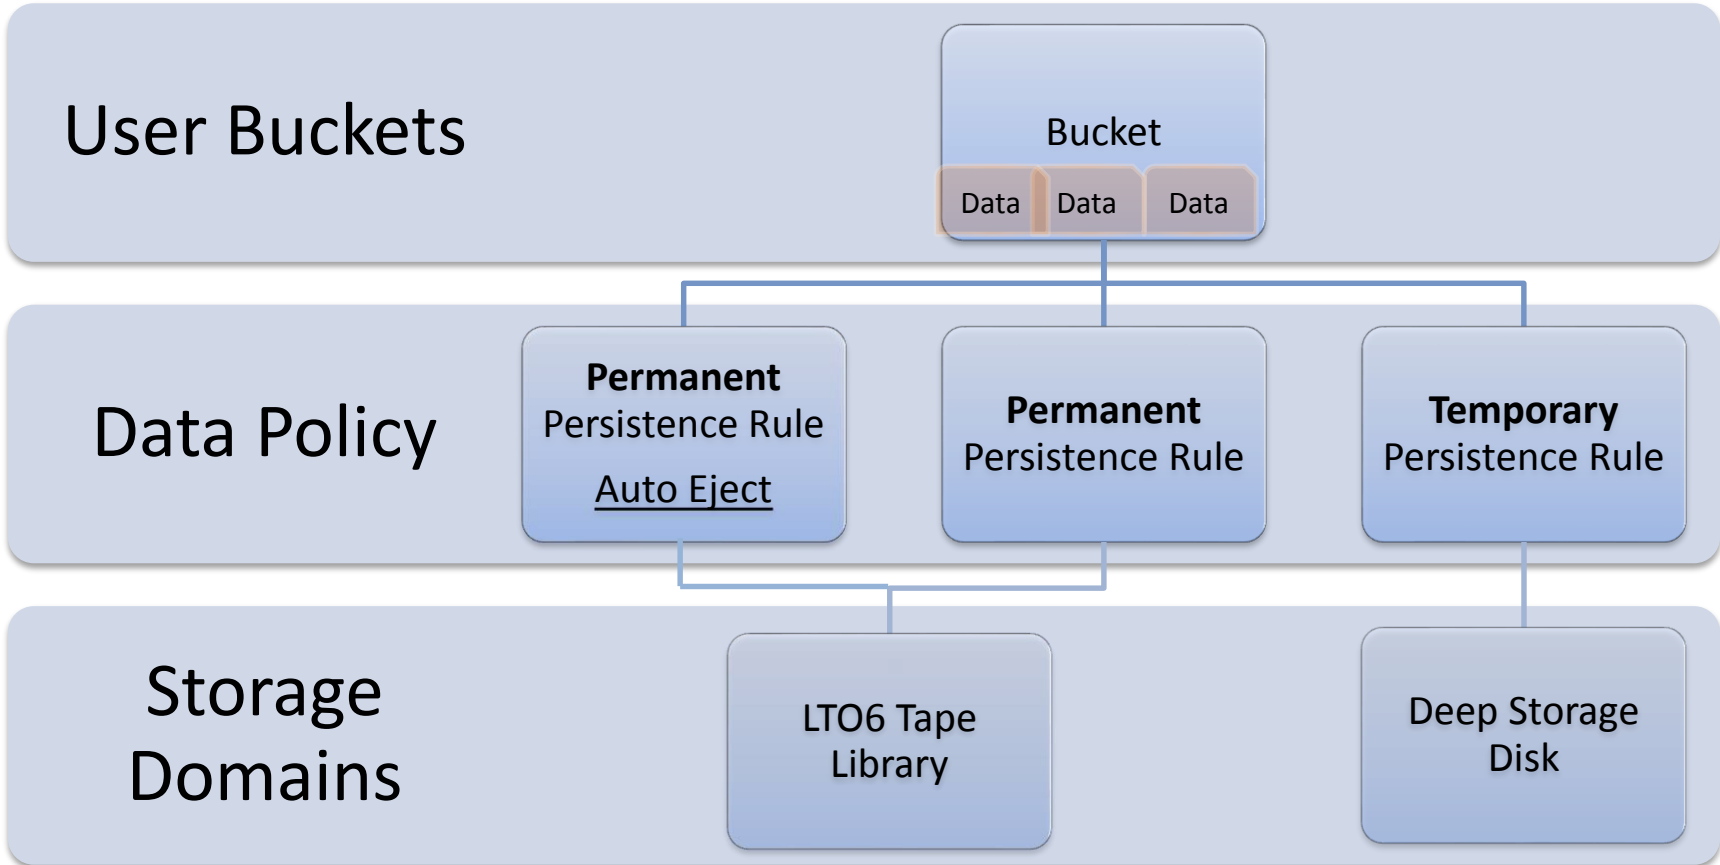 User Buckets
Bucket
Data
Data
Data
Data Policy
Permanent
Persistence Rule
Auto Eject
Permanent
Persistence Rule
Temporary
Persistence Rule
Storage
Domains
LTO6 Tape
Library
Deep Storage
Disk